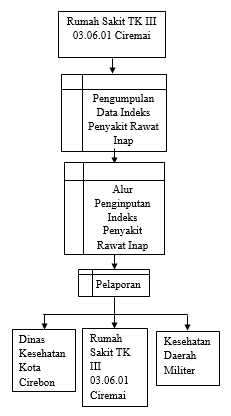 Rumah Sakit TK III
03.06.01 Ciremai
Pengumpulan
Data Indeks
Penyakit Rawat
Inap
Alur
Penginputan
Indeks
Penyakit
Rawat Inap
Pelaporan
Dinas
Kesehatan
Kota
Cirebon
Rumah
Sakit TK
III
03.06.01
Ciremai
Kesehatan
Daerah
Militer